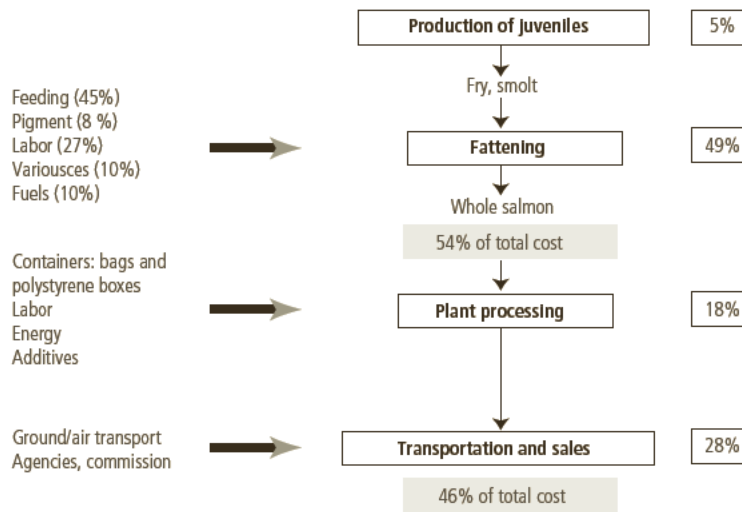 Production of juveniles
5%
Fry, smolt
Feeding (45%)
Pigment (8 %)
Labor (27%)
Variousces (10%)
Fuels (10%)
Fattening
49%
Whole salmon
54% of total cost
Containers: bags and
polystyrene boxes
Labor
Energy
Additives
Plant processing
18%
Ground/air transport
Agencies, commission
Transportation and sales
28%
46% of total cost